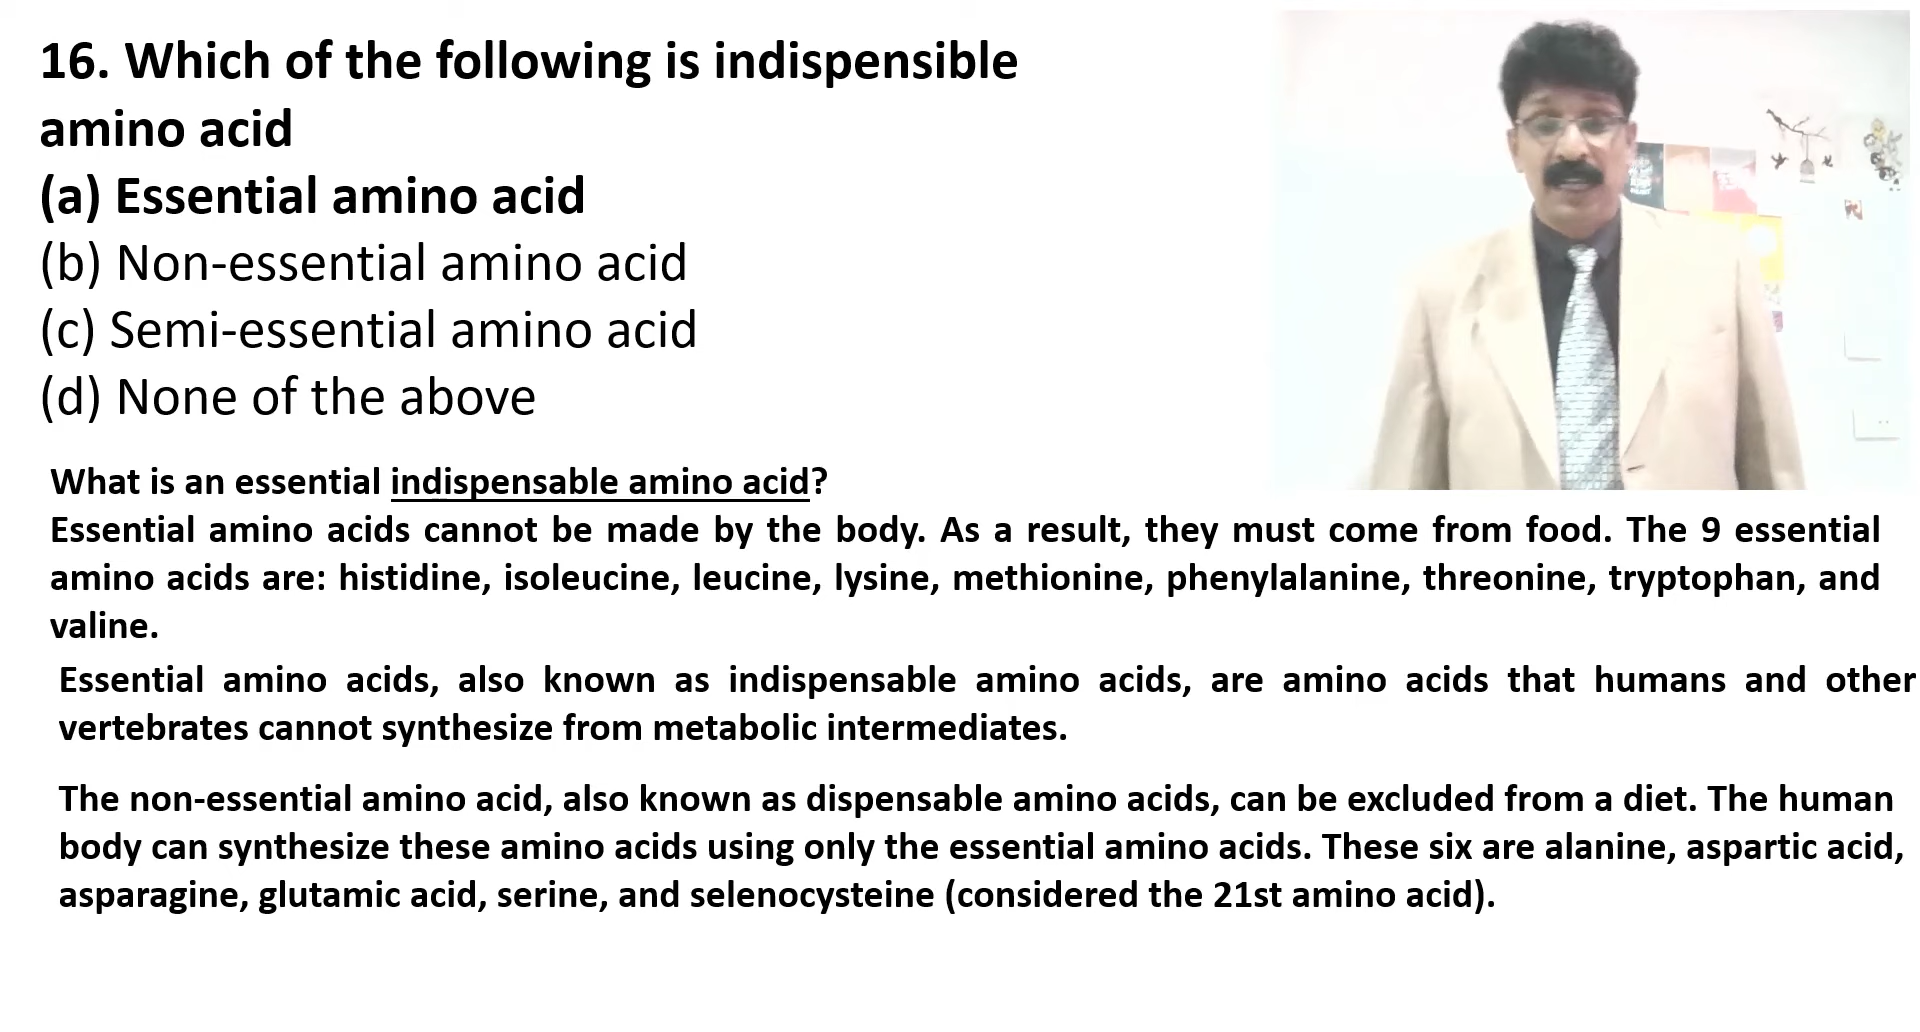 16. Which of the following is indispensible
amino acid
(a) Essential amino acid
(b) Non-essential amino acid
(c) Semi-essential amino acid
(d) None of the above
What is an essential indispensable amino acid?
Essential amino acids cannot be made by the body. As a result, they must come from food. The 9 essential
amino acids are: histidine, isoleucine, leucine, lysine, methionine, phenylalanine, threonine, tryptophan, and
valine.
Essential amino acids, also known as indispensable amino acids, are amino acids that humans and other
vertebrates cannot synthesize from metabolic intermediates.
The non-essential amino acid, also known as dispensable amino acids, can be excluded from a diet. The human
body can synthesize these amino acids using only the essential amino acids. These six are alanine, aspartic acid,
asparagine, glutamic acid, serine, and selenocysteine (considered the 21st amino acid).